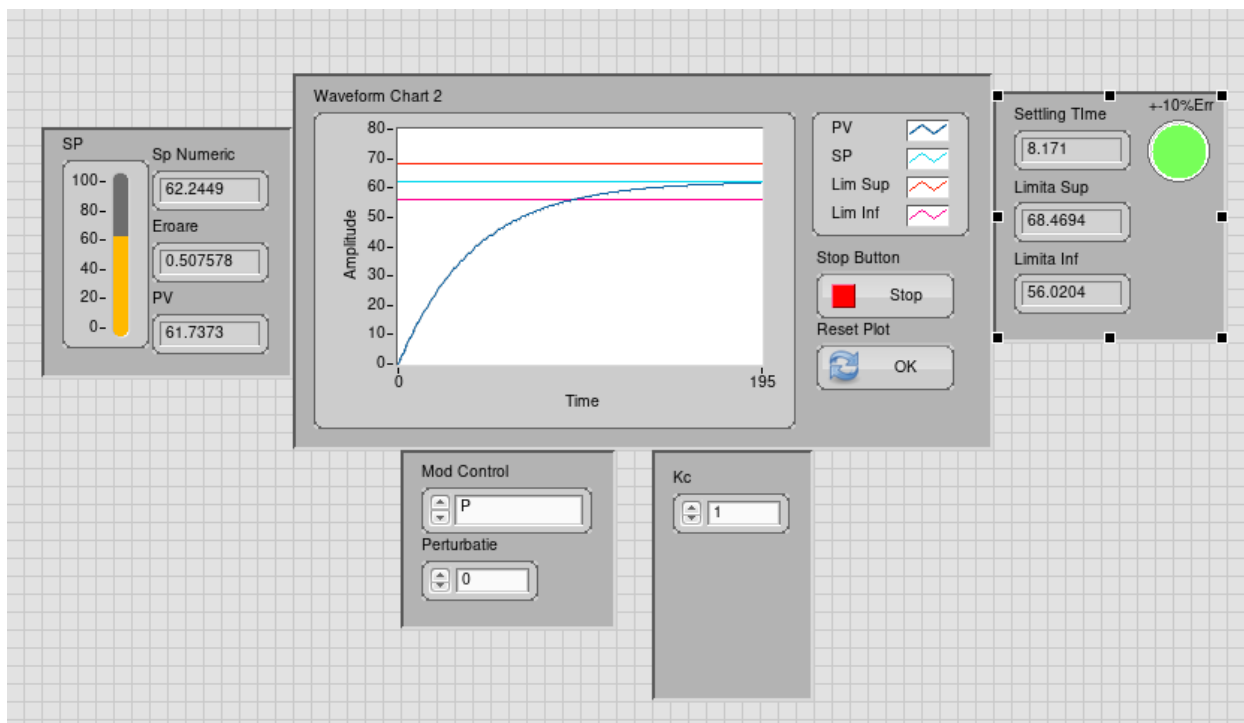 SP
100-
80-
60-
40-
20-
0-
Sp Numeric
62.2449
Eroare
0.507578
PV
61.7373
Waveform Chart 2
Amplitude
80-
70-
60-
50-
40-
30-
20-
10-
0-
0
195
Time
PV
SP
Lim Sup
Lim Inf
Stop Button
Stop
Reset Plot
OK
Settling TIme
8.171
+-10%Err
Limita Sup
68.4694
Limita Inf
56.0204
Mod Control
P
Perturbatie
0
Kc
1